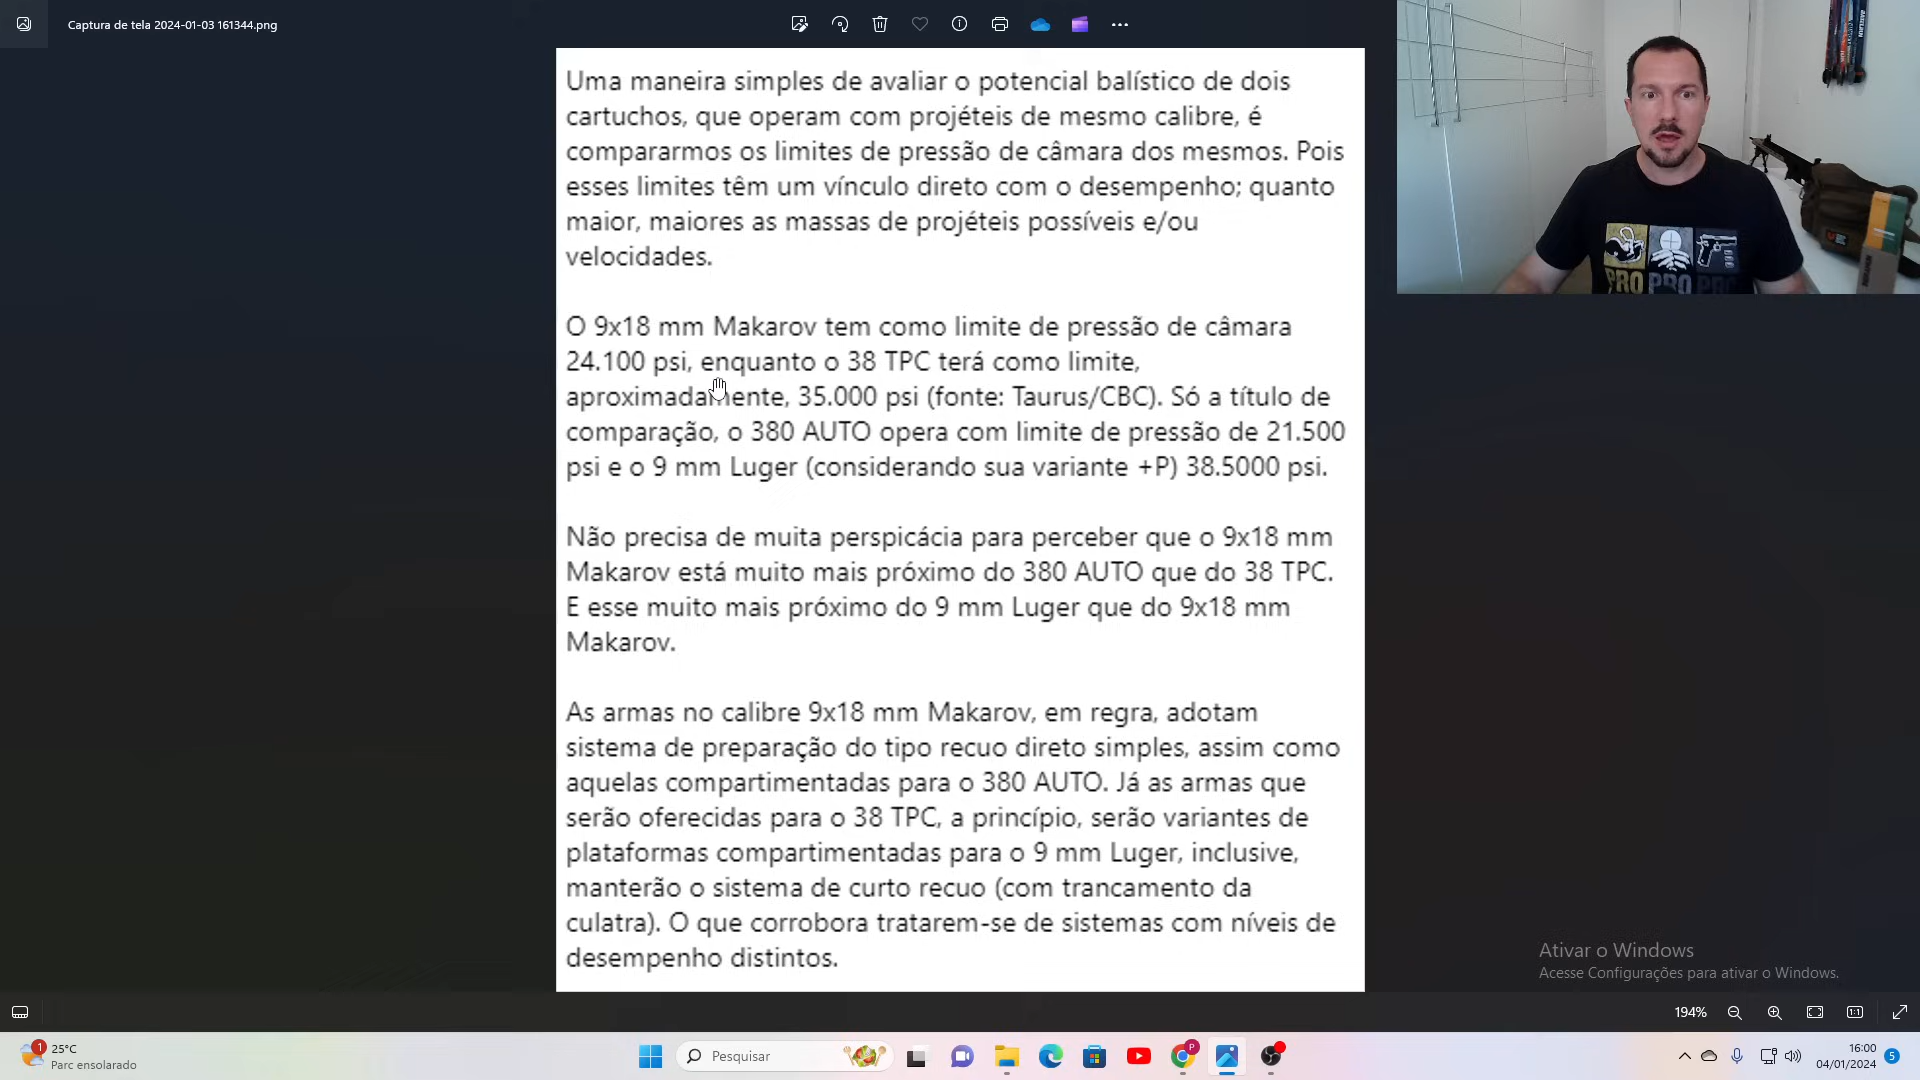 Captura de tela 2024-01-03 161344.png
Uma maneira simples de avaliar o potencial balístico de dois
cartuchos, que operam com projéteis de mesmo calibre, é
compararmos os limites de pressão de câmara dos mesmos. Pois
esses limites têm um vínculo direto com o desempenho; quanto
maior, maiores as massas de projéteis possíveis e/ou
velocidades.
O 9x18 mm Makarov tem como limite de pressão de câmara
24.100 psi, enquanto o 38 TPC terá como limite,
aproximadamente, 35.000 psi (fonte: Taurus/CBC). Só a título de
comparação, o 380 AUTO opera com limite de pressão de 21.500
psi e o 9 mm Luger (considerando sua variante +P) 38.5000 psi.
Não precisa de muita perspicácia para perceber que o 9x18 mm
Makarov está muito mais próximo do 380 AUTO que do 38 TPC.
E esse muito mais próximo do 9 mm Luger que do 9x18 mm
Makarov.
As armas no calibre 9x18 mm Makarov, em regra, adotam
sistema de preparação do tipo recuo direto simples, assim como
aquelas compartimentadas para o 380 AUTO. Já as armas que
serão oferecidas para o 38 TPC, a princípio, serão variantes de
plataformas compartimentadas para o 9 mm Luger, inclusive,
manterão o sistema de curto recuo (com trancamento da
culatra). O que corrobora tratarem-se de sistemas com níveis de
desempenho distintos.
PRO PRO PRO
Ativar o Windows
Acesse Configurações para ativar o Windows.
194%
1:1
1
25°C
Parc ensolarado
Pesquisar
P
16:00
04/01/2024
5